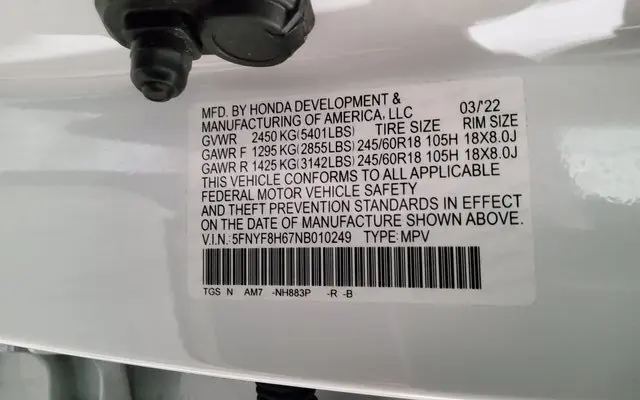 MFD. BY HONDA DEVELOPMENT & 03/'22
MANUFACTURING OF AMERICA, LLC
GVWR 2450 KG(5401LBS) TIRE SIZE RIM SIZE
GAWR F 1295 KG(2855LBS) 245/60R18 105H 18X8.0J
GAWR R 1425 KG(3142LBS) 245/60R18 105H 18X8.0J
THIS VEHICLE CONFORMS TO ALL APPLICABLE
FEDERAL MOTOR VEHICLE SAFETY
AND THEFT PREVENTION STANDARDS IN EFFECT
ON THE DATE OF MANUFACTURE SHOWN ABOVE.
V.I.N.:5FNYF8H67NB010249 TYPE:MPV
TGS N AM7 -NH883P -R -B